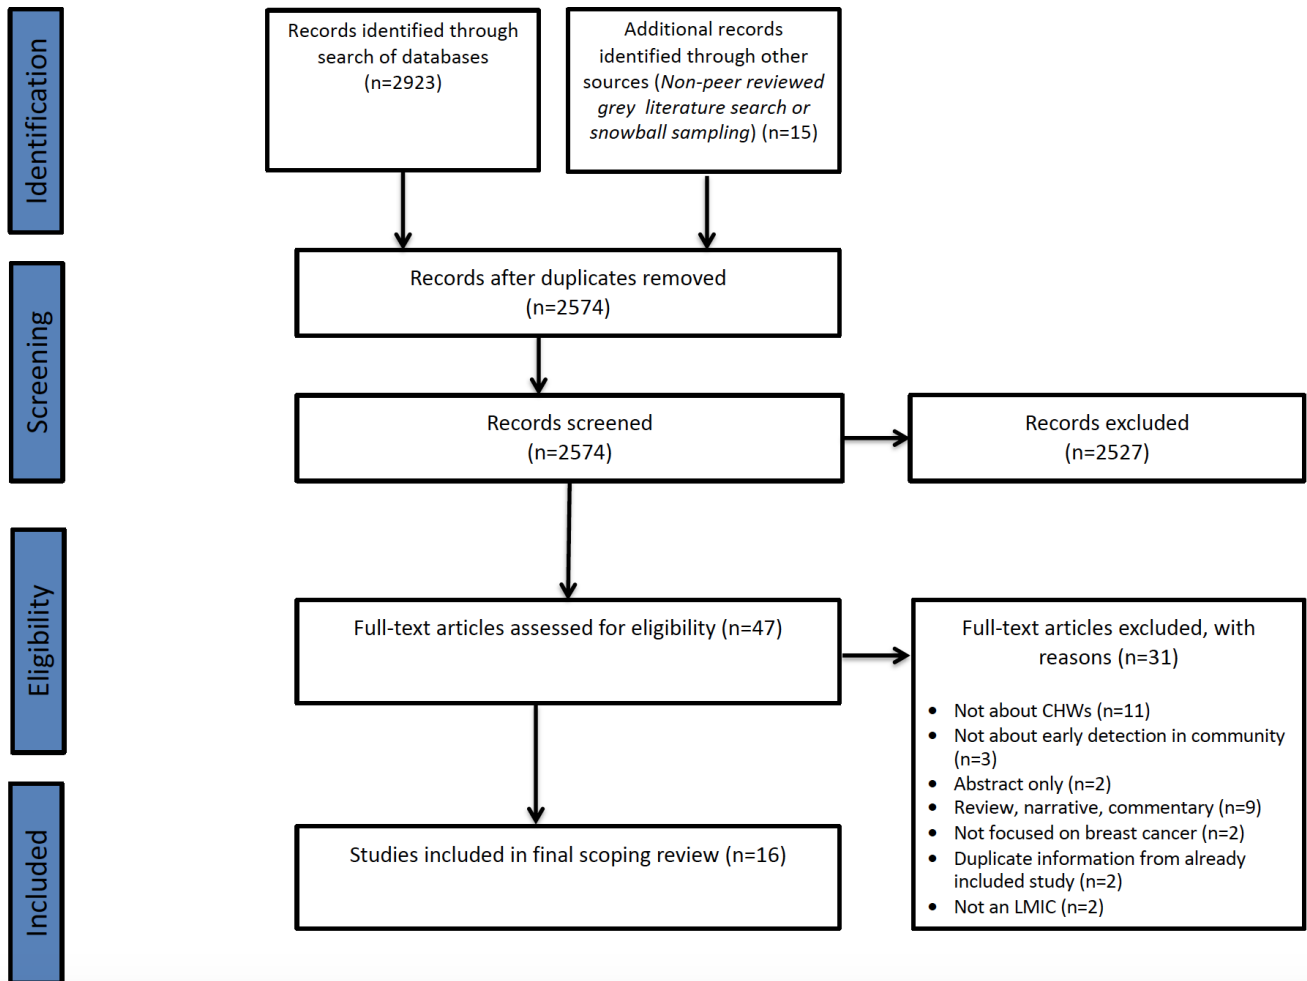 Identification
Records identified through
search of databases
(n=2923)
Additional records
identified through other
sources (Non-peer reviewed
grey literature search or
snowball sampling) (n=15)
Screening
Records after duplicates removed
(n=2574)
Records screened
(n=2574)
Records excluded
(n=2527)
Eligibility
Full-text articles assessed for eligibility (n=47)
Full-text articles excluded, with
reasons (n=31)
• Not about CHWs (n=11)
• Not about early detection in community
(n=3)
• Abstract only (n=2)
• Review, narrative, commentary (n=9)
• Not focused on breast cancer (n=2)
• Duplicate information from already
included study (n=2)
• Not an LMIC (n=2)
Included
Studies included in final scoping review (n=16)